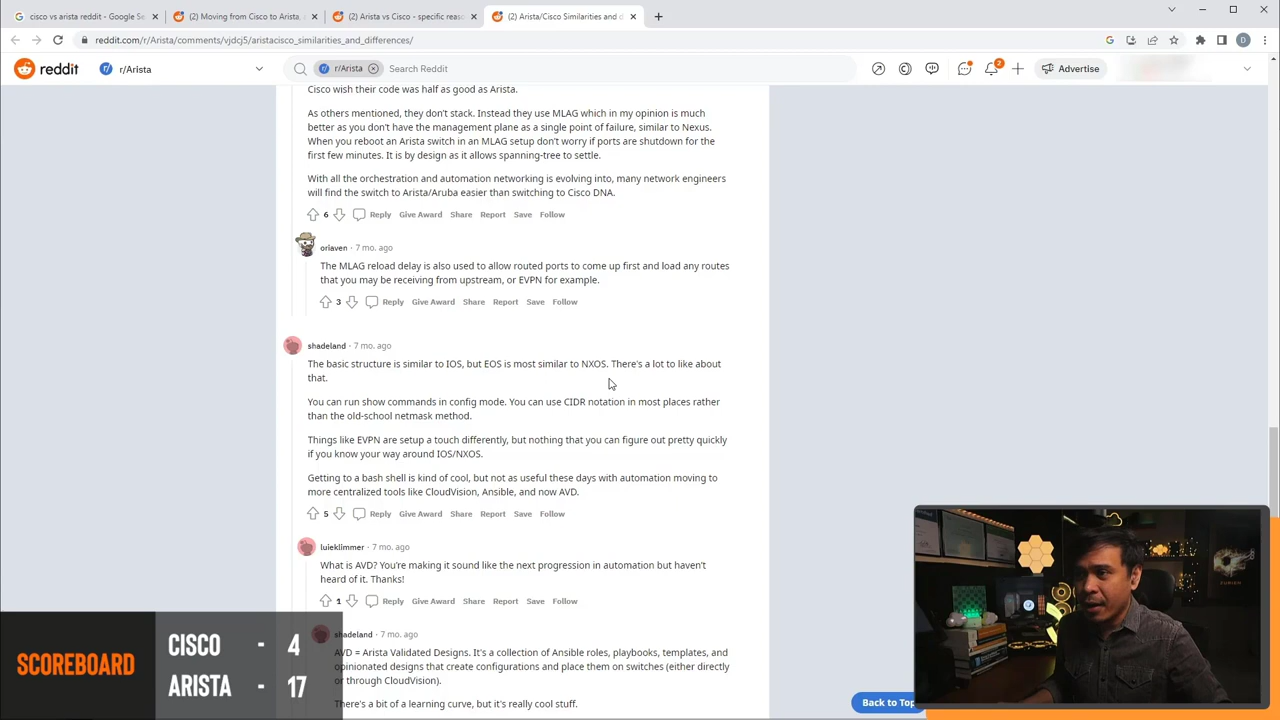 cisco vs arista reddit - Google Se
(2) Moving from Cisco to Arista, a
(2) Arista vs Cisco - specific reas
(2) Arista/Cisco Similarities and d
reddit.com/r/Arista/comments/vjdcj5/aristacisco_similarities_and_differences/
D
reddit
r/Arista
r/Arista
Search Reddit
2
Advertise
Cisco wish their code was half as good as Arista.
As others mentioned, they don't stack. Instead they use MLAG which in my opinion is much
better as you don't have the management plane as a single point of failure, similar to Nexus.
When you reboot an Arista switch in an MLAG setup don't worry if ports are shutdown for the
first few minutes. It is by design as it allows spanning-tree to settle.
With all the orchestration and automation networking is evolving into, many network engineers
will find the switch to Arista/Aruba easier than switching to Cisco DNA.
6 Reply Give Award Share Report Save Follow
oriaven · 7 mo. ago
The MLAG reload delay is also used to allow routed ports to come up first and load any routes
that you may be receiving from upstream, or EVPN for example.
3 Reply Give Award Share Report Save Follow
shadeland · 7 mo. ago
The basic structure is similar to IOS, but EOS is most similar to NXOS. There's a lot to like about
that.
You can run show commands in config mode. You can use CIDR notation in most places rather
than the old-school netmask method.
Things like EVPN are setup a touch differently, but nothing that you can figure out pretty quickly
if you know your way around IOS/NXOS.
Getting to a bash shell is kind of cool, but not as useful these days with automation moving to
more centralized tools like CloudVision, Ansible, and now AVD.
5 Reply Give Award Share Report Save Follow
luieklimmer · 7 mo. ago
What is AVD? You're making it sound like the next progression in automation but haven't
heard of it. Thanks!
1 Reply Give Award Share Report Save Follow
shadeland · 7 mo. ago
AVD = Arista Validated Designs. It's a collection of Ansible roles, playbooks, templates, and
opinionated designs that create configurations and place them on switches (either directly
or through CloudVision).
There's a bit of a learning curve, but it's really cool stuff.
Back to Top
SCOREBOARD
CISCO - 4
ARISTA - 17